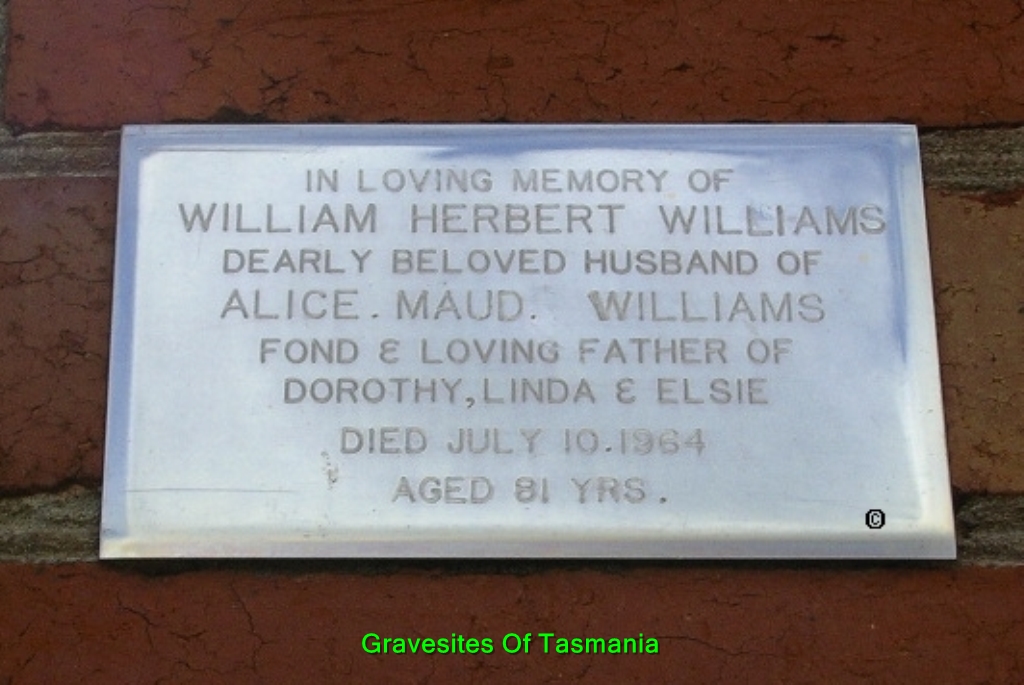 IN LOVING MEMORY OF
WILLIAM HERBERT WILLIAMS
DEARLY BELOVED HUSBAND OF
ALICE. MAUD. WILLIAMS
FOND & LOVING FATHER OF
DOROTHY, LINDA & ELSIE
DIED JULY 10.1964
AGED 81 YRS.
©
Gravesites Of Tasmania